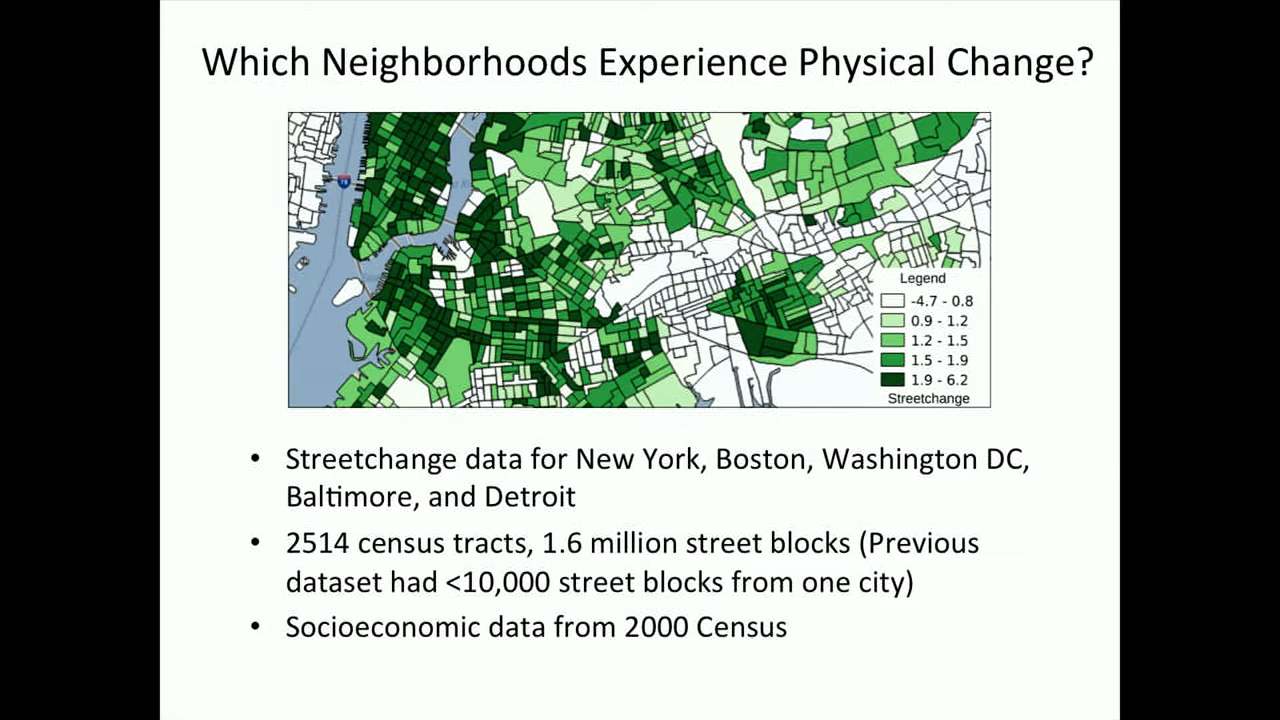 Which Neighborhoods Experience Physical Change?
78
Legend
-4.7 - 0.8
0.9 - 1.2
1.2 - 1.5
1.5 - 1.9
1.9 - 6.2
Streetchange
• Streetchange data for New York, Boston, Washington DC,
Baltimore, and Detroit
• 2514 census tracts, 1.6 million street blocks (Previous
dataset had <10,000 street blocks from one city)
• Socioeconomic data from 2000 Census